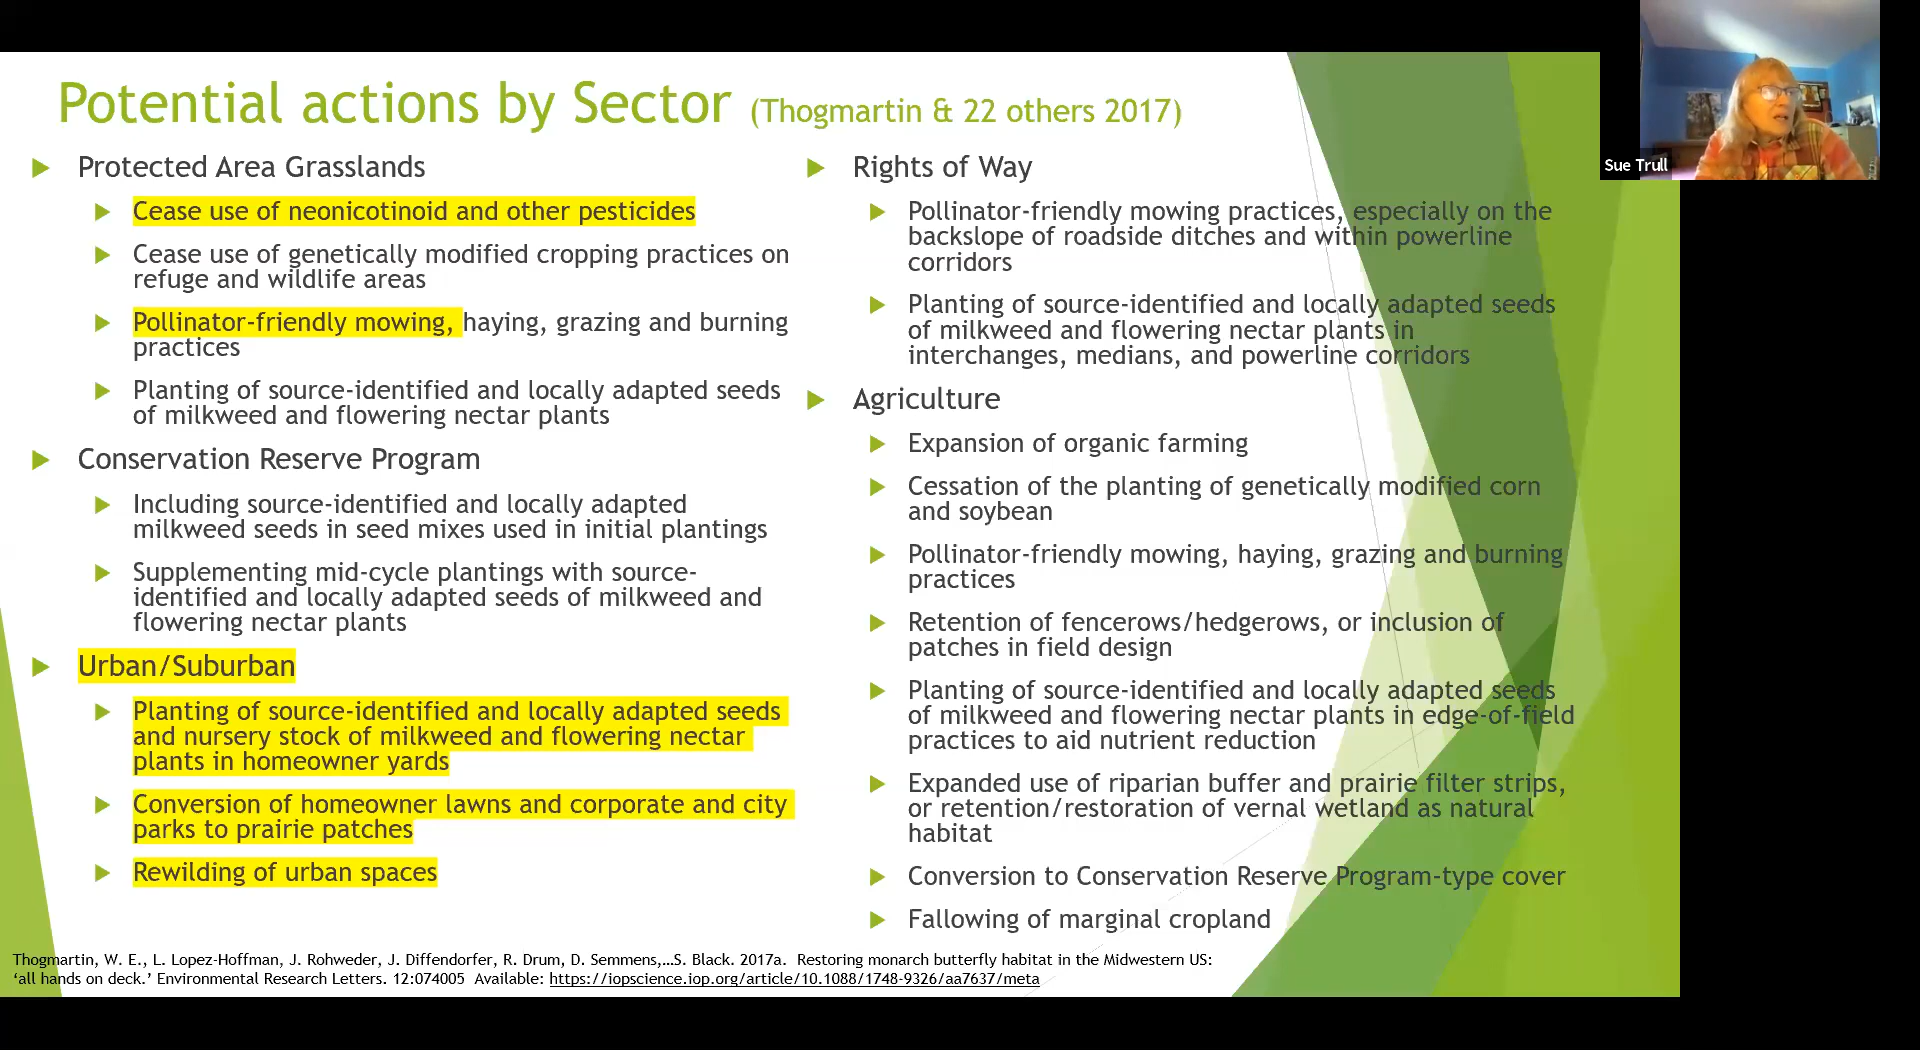 Potential actions by Sector (Thogmartin & 22 others 2017)
Protected Area Grasslands
Cease use of neonicotinoid and other pesticides
Cease use of genetically modified cropping practices on
refuge and wildlife areas
Pollinator-friendly mowing, haying, grazing and burning
practices
Planting of source-identified and locally adapted seeds
of milkweed and flowering nectar plants
Conservation Reserve Program
Including source-identified and locally adapted
milkweed seeds in seed mixes used in initial plantings
Supplementing mid-cycle plantings with source-
identified and locally adapted seeds of milkweed and
flowering nectar plants
Urban/Suburban
Planting of source-identified and locally adapted seeds
and nursery stock of milkweed and flowering nectar
plants in homeowner yards
Conversion of homeowner lawns and corporate and city
parks to prairie patches
Rewilding of urban spaces
Rights of Way
Pollinator-friendly mowing practices, especially on the
backslope of roadside ditches and within powerline
corridors
Planting of source-identified and locally adapted seeds
of milkweed and flowering nectar plants in
interchanges, medians, and powerline corridors
Agriculture
Expansion of organic farming
Cessation of the planting of genetically modified corn
and soybean
Pollinator-friendly mowing, haying, grazing and burning
practices
Retention of fencerows/hedgerows, or inclusion of
patches in field design
Planting of source-identified and locally adapted seeds
of milkweed and flowering nectar plants in edge-of-field
practices to aid nutrient reduction
Expanded use of riparian buffer and prairie filter strips,
or retention/restoration of vernal wetland as natural
habitat
Conversion to Conservation Reserve Program-type cover
Fallowing of marginal cropland
Thogmartin, W. E., L. Lopez-Hoffman, J. Rohweder, J. Diffendorfer, R. Drum, D. Semmens,…S. Black. 2017a. Restoring monarch butterfly habitat in the Midwestern US:
‘all hands on deck.’ Environmental Research Letters. 12:074005 Available: https://iopscience.iop.org/article/10.1088/1748-9326/aa7637/meta
Sue Trull